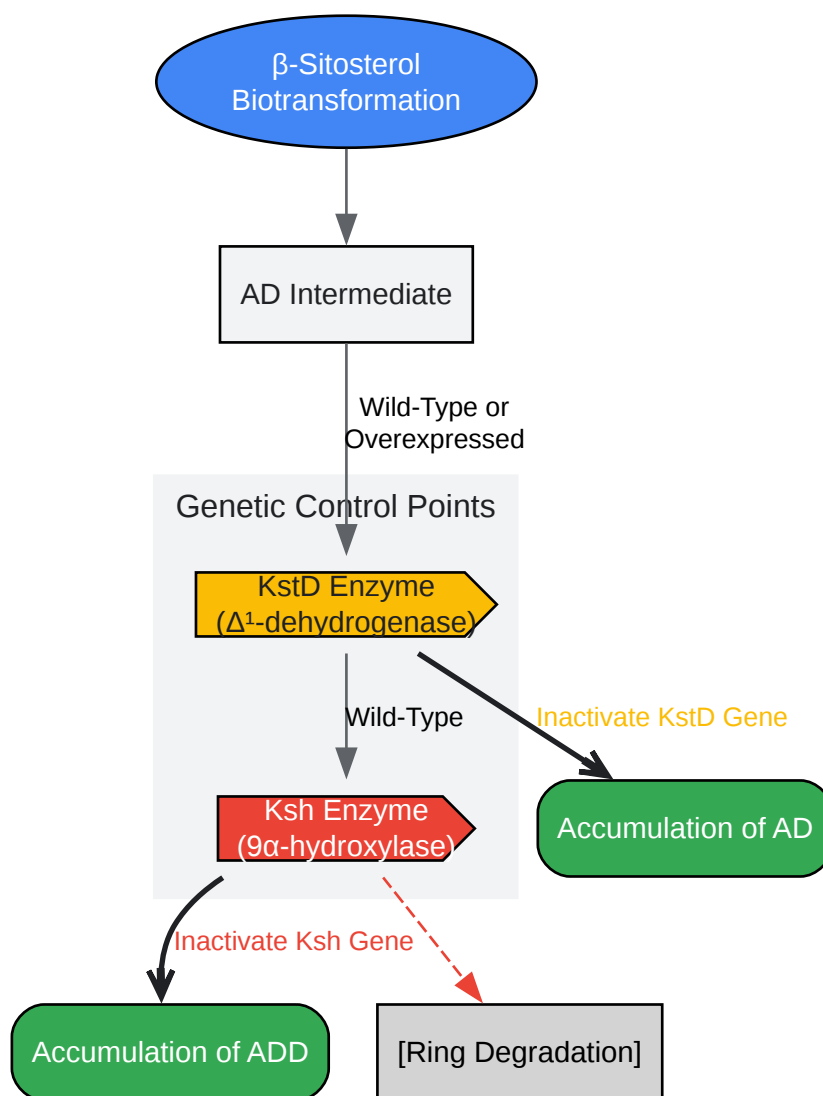 β-Sitosterol
Biotransformation
AD Intermediate
Wild-Type or
Overexpressed
Genetic Control Points
KstD Enzyme
(Δ¹-dehydrogenase)
Wild-Type
Inactivate KstD Gene
Ksh Enzyme
(9α-hydroxylase)
Accumulation of AD
Inactivate Ksh Gene
Accumulation of ADD
[Ring Degradation]